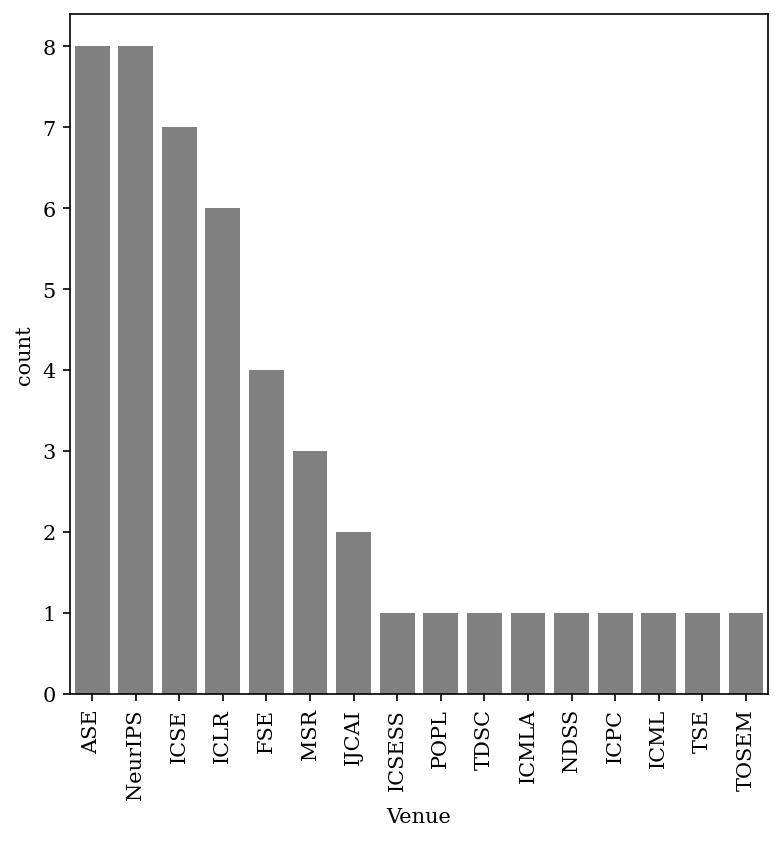 8
7
6
5
4
3
2
1
0
count
ASE
NeurIPS
ICSE
ICLR
FSE
MSR
IJCAI
ICSESS
POPL
TDSC
ICMLA
NDSS
ICPC
ICML
TSE
TOSEM
Venue